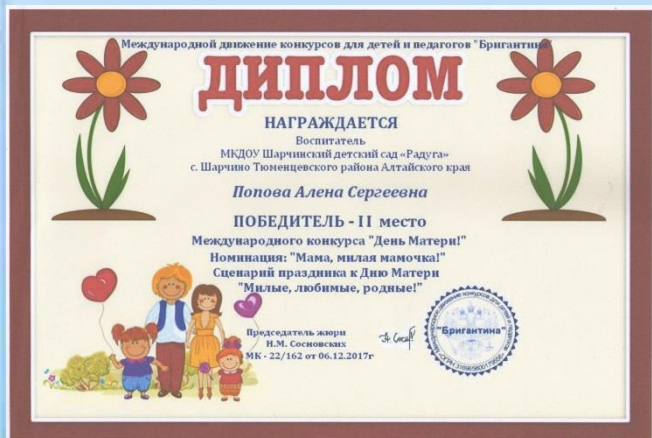 Международной движение конкурсов для детей и педагогов "Бригантина"
ДИПЛОМ
НАГРАЖДАЕТСЯ
Воспитатель
МКДОУ Шарчинский детский сад «Радуга»
с. Шарчино Тюменцевского района Алтайского края
Попова Алена Сергеевна
ПОБЕДИТЕЛЬ - II место
Международного конкурса "День Матери!"
Номинация: "Мама, милая мамочка!"
Сценарий праздника к Дню Матери
"Милые, любимые, родные!"
Председатель жюри
Н.М. Сосновских
МК - 22/162 от 06.12.2017г
"Бригантина"